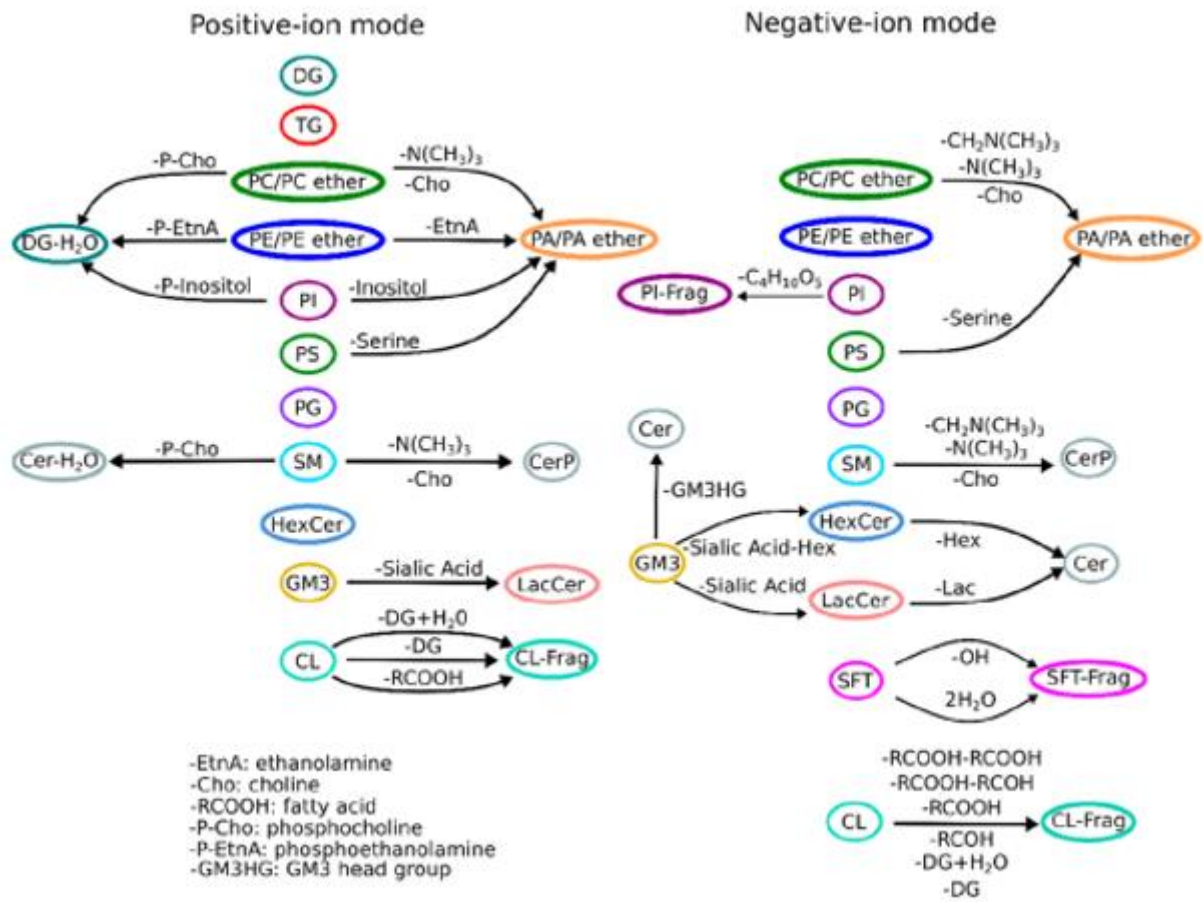 Positive-ion mode
DG
TG
-P-Cho
PC/PC ether
-N(CH₃)₃
-Cho
DG-H₂O
-P-EtnA
PE/PE ether
-EtnA
PA/PA ether
-P-Inositol
PI
-Inositol
PS
-Serine
PG
Cer-H₂O
-P-Cho
SM
-N(CH₃)₃
-Cho
CerP
HexCer
GM3
-Sialic Acid
LacCer
CL
-DG+H₂0
-DG
-RCOOH
CL-Frag
-EtnA: ethanolamine
-Cho: choline
-RCOOH: fatty acid
-P-Cho: phosphocholine
-P-EtnA: phosphoethanolamine
-GM3HG: GM3 head group
Negative-ion mode
PC/PC ether
-CH₂N(CH₃)₃
-N(CH₃)₃
-Cho
PE/PE ether
PA/PA ether
PI-Frag
-C₄H₁₀O₅
PI
PS
-Serine
PG
Cer
SM
-CH₂N(CH₃)₃
-N(CH₃)₃
-Cho
CerP
-GM3HG
HexCer
-Hex
GM3
-Sialic Acid-Hex
Cer
-Sialic Acid
LacCer
-Lac
SFT
-OH
2H₂O
SFT-Frag
-RCOOH-RCOOH
-RCOOH-RCOH
-RCOOH
CL
CL-Frag
-RCOH
-DG+H₂O
-DG